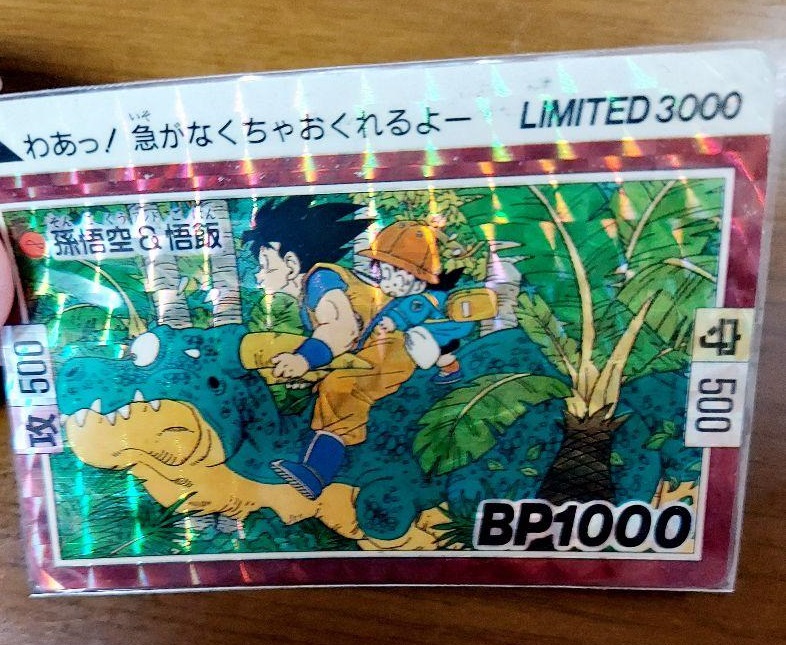 わあっ!急がなくちゃおくれるよー
LIMITED 3000
孫悟空&悟飯
攻 500
守 500
BP1000